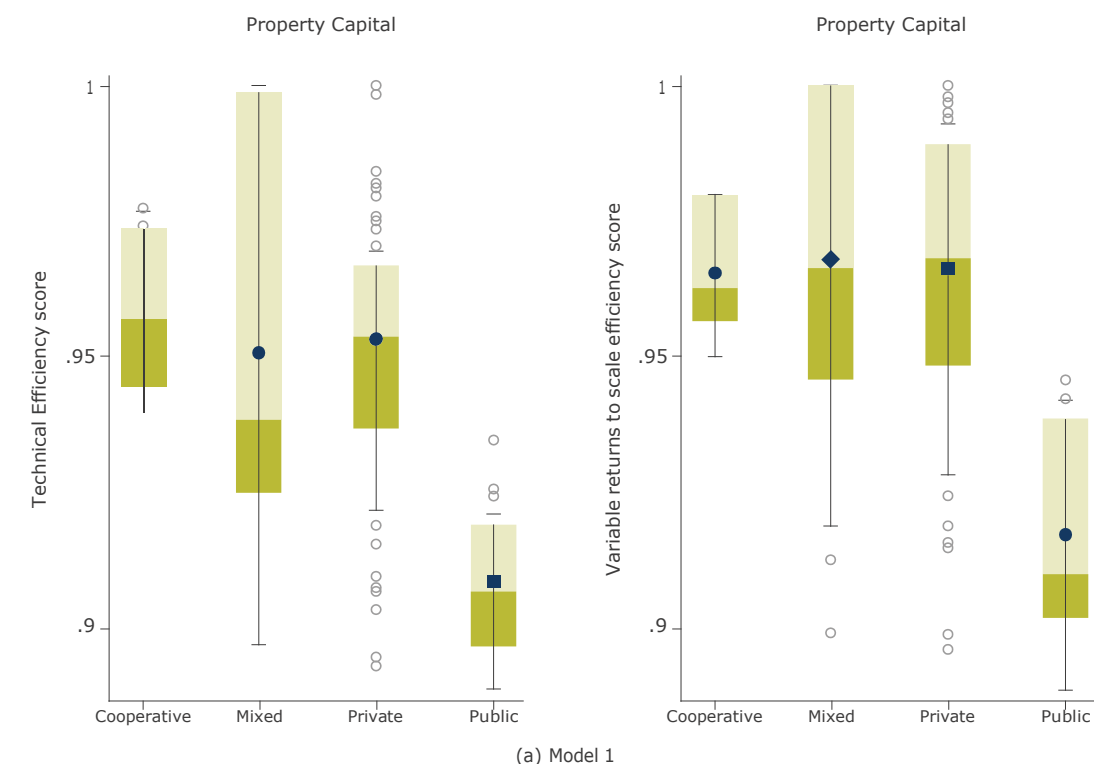 Property Capital
Technical Efficiency score
1
.95
.9
Cooperative Mixed Private Public
Property Capital
Variable returns to scale efficiency score
1
.95
.9
Cooperative Mixed Private Public
(a) Model 1